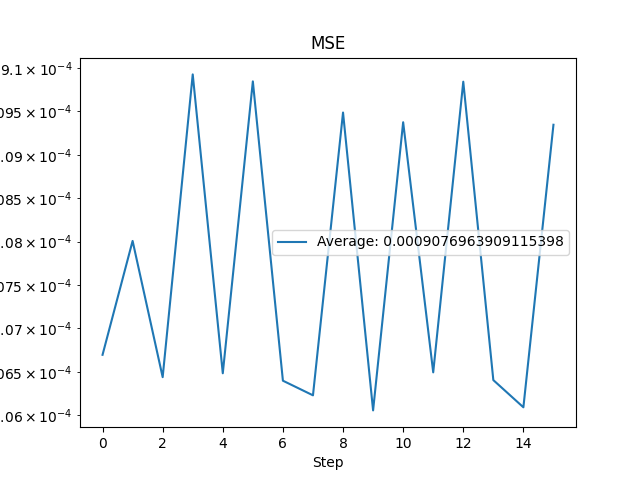 MSE
9.1 × 10⁻⁴
095 × 10⁻⁴
.09 × 10⁻⁴
085 × 10⁻⁴
.08 × 10⁻⁴
075 × 10⁻⁴
.07 × 10⁻⁴
065 × 10⁻⁴
.06 × 10⁻⁴
Average: 0.0009076963909115398
0 2 4 6 8 10 12 14
Step